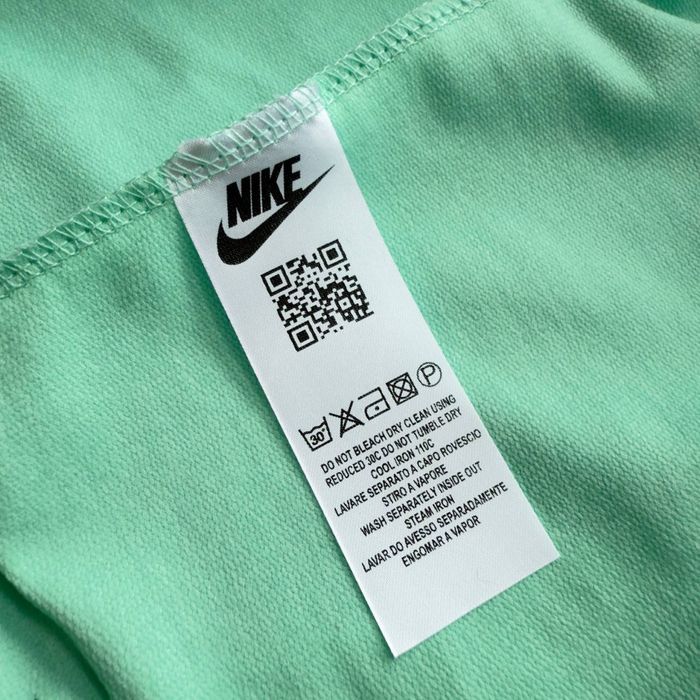 NIKE
30°
P
DO NOT BLEACH DRY CLEAN USING
REDUCED 30C DO NOT TUMBLE DRY
COOL IRON 110C
LAVARE SEPARATO A CAPO ROVESCIO
STIRO A VAPORE
WASH SEPARATELY INSIDE OUT
STEAM IRON
LAVAR DO AVESSO SEPARADAMENTE
ENGOMAR A VAPOR